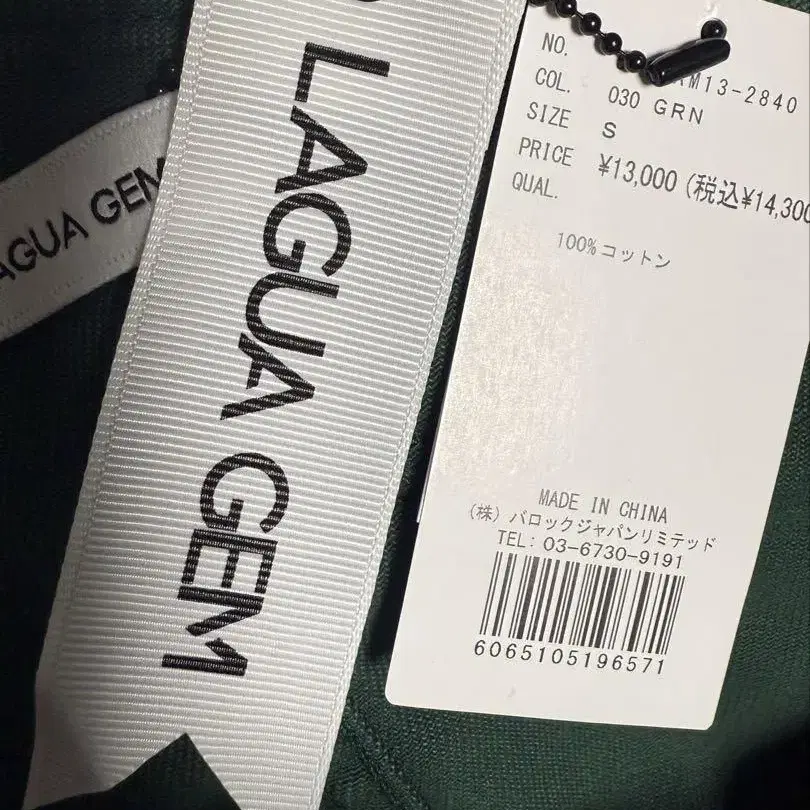 LAGUA GEM
AGUA GEM
NO. M13-2840
COL. 030 GRN
SIZE S
PRICE ¥13,000 (税込¥14,300
QUAL.
100%コットン
MADE IN CHINA
(株) バロックジャパンリミテッド
TEL: 03-6730-9191
6065105196571